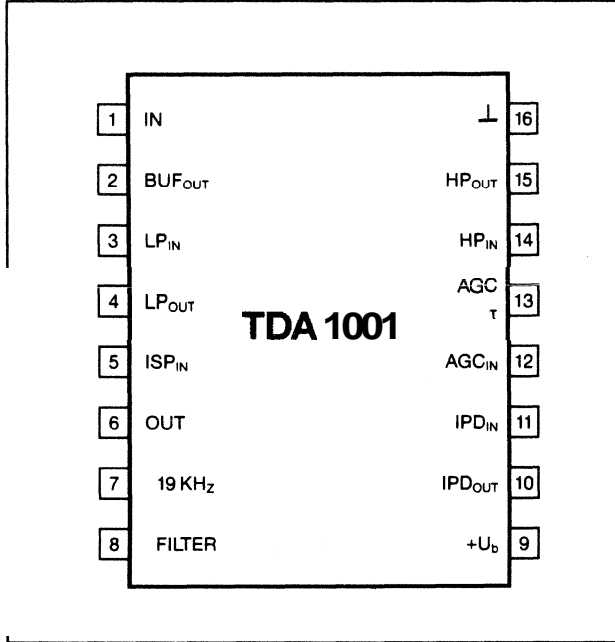 1 IN ⊥ 16
2 BUFOUT HPOUT 15
3 LPIN HPIN 14
4 LPOUT AGC τ 13
TDA 1001
5 ISPIN AGCIN 12
6 OUT IPDIN 11
7 19 KHz IPDOUT 10
8 FILTER +Ub 9